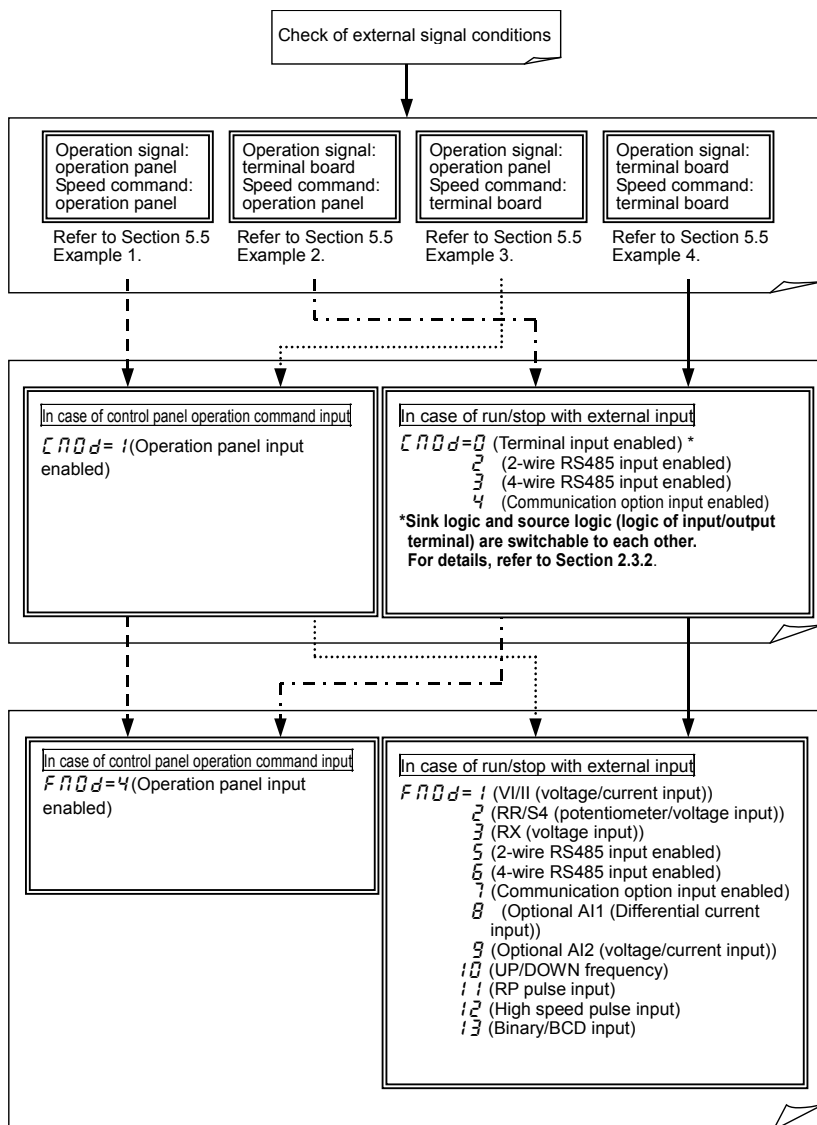 Check of external signal conditions
Operation signal:
operation panel
Speed command:
operation panel
Operation signal:
terminal board
Speed command:
operation panel
Operation signal:
operation panel
Speed command:
terminal board
Operation signal:
terminal board
Speed command:
terminal board
Refer to Section 5.5
Example 1.
Refer to Section 5.5
Example 2.
Refer to Section 5.5
Example 3.
Refer to Section 5.5
Example 4.
In case of control panel operation command input
CMOd= 1(Operation panel input
enabled)
In case of run/stop with external input
CMOd=0 (Terminal input enabled) *
2 (2-wire RS485 input enabled)
3 (4-wire RS485 input enabled)
4 (Communication option input enabled)
*Sink logic and source logic (logic of input/output
terminal) are switchable to each other.
For details, refer to Section 2.3.2.
In case of control panel operation command input
FMOd=4(Operation panel input
enabled)
In case of run/stop with external input
FMOd= 1 (VI/II (voltage/current input))
2 (RR/S4 (potentiometer/voltage input))
3 (RX (voltage input))
5 (2-wire RS485 input enabled)
6 (4-wire RS485 input enabled)
7 (Communication option input enabled)
8 (Optional AI1 (Differential current
input))
9 (Optional AI2 (voltage/current input))
10 (UP/DOWN frequency)
11 (RP pulse input)
12 (High speed pulse input)
13 (Binary/BCD input)